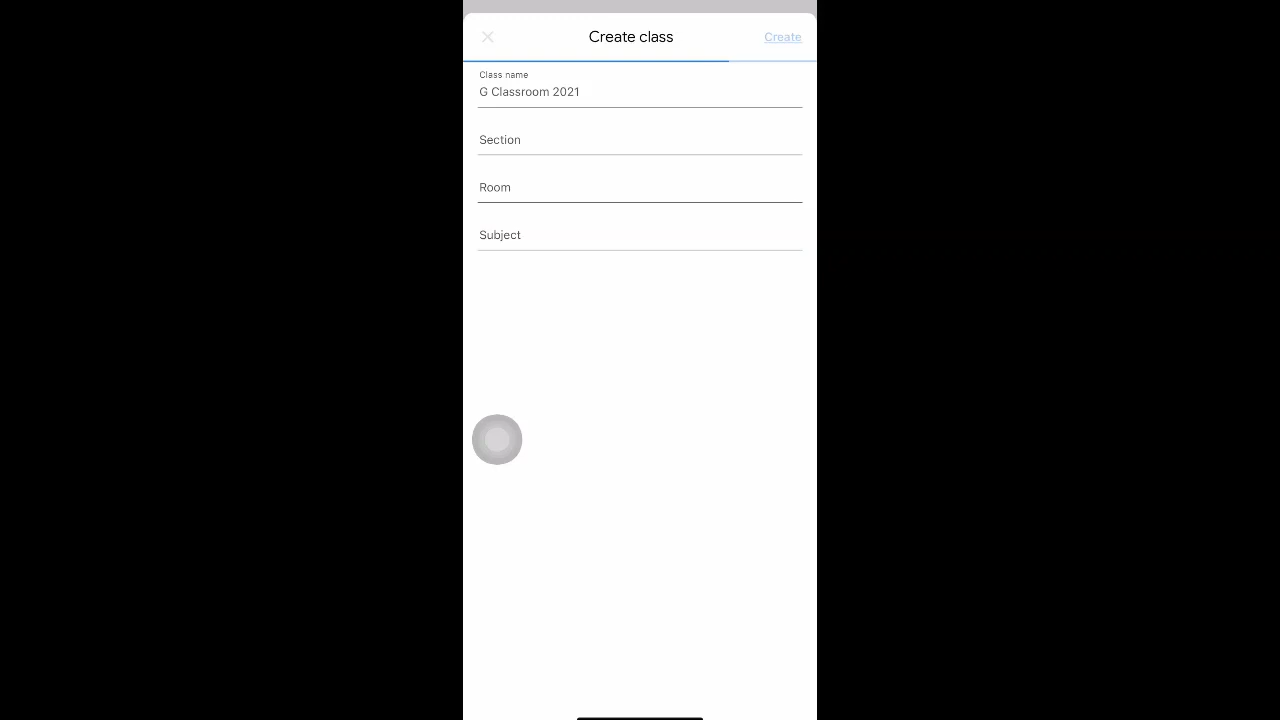 Create class
Create
Class name
G Classroom 2021
Section
Room
Subject